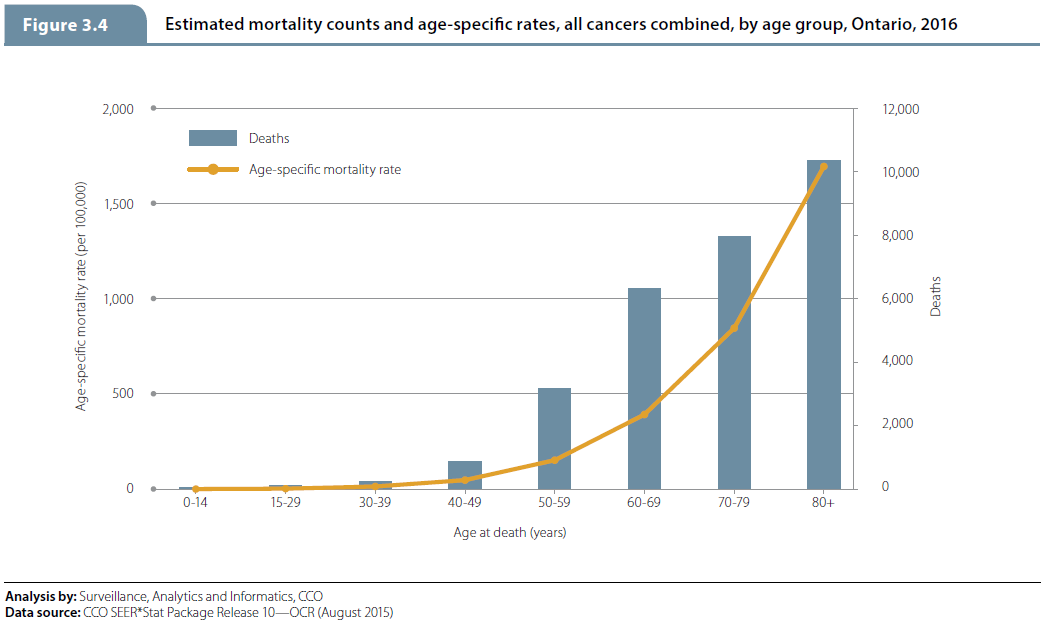 Figure 3.4
Estimated mortality counts and age-specific rates, all cancers combined, by age group, Ontario, 2016
2,000
1,500
1,000
500
0
Age-specific mortality rate (per 100,000)
Deaths
Age-specific mortality rate
12,000
10,000
8,000
6,000
4,000
2,000
0
Deaths
0-14 15-29 30-39 40-49 50-59 60-69 70-79 80+
Age at death (years)
Analysis by: Surveillance, Analytics and Informatics, CCO
Data source: CCO SEER*Stat Package Release 10—OCR (August 2015)